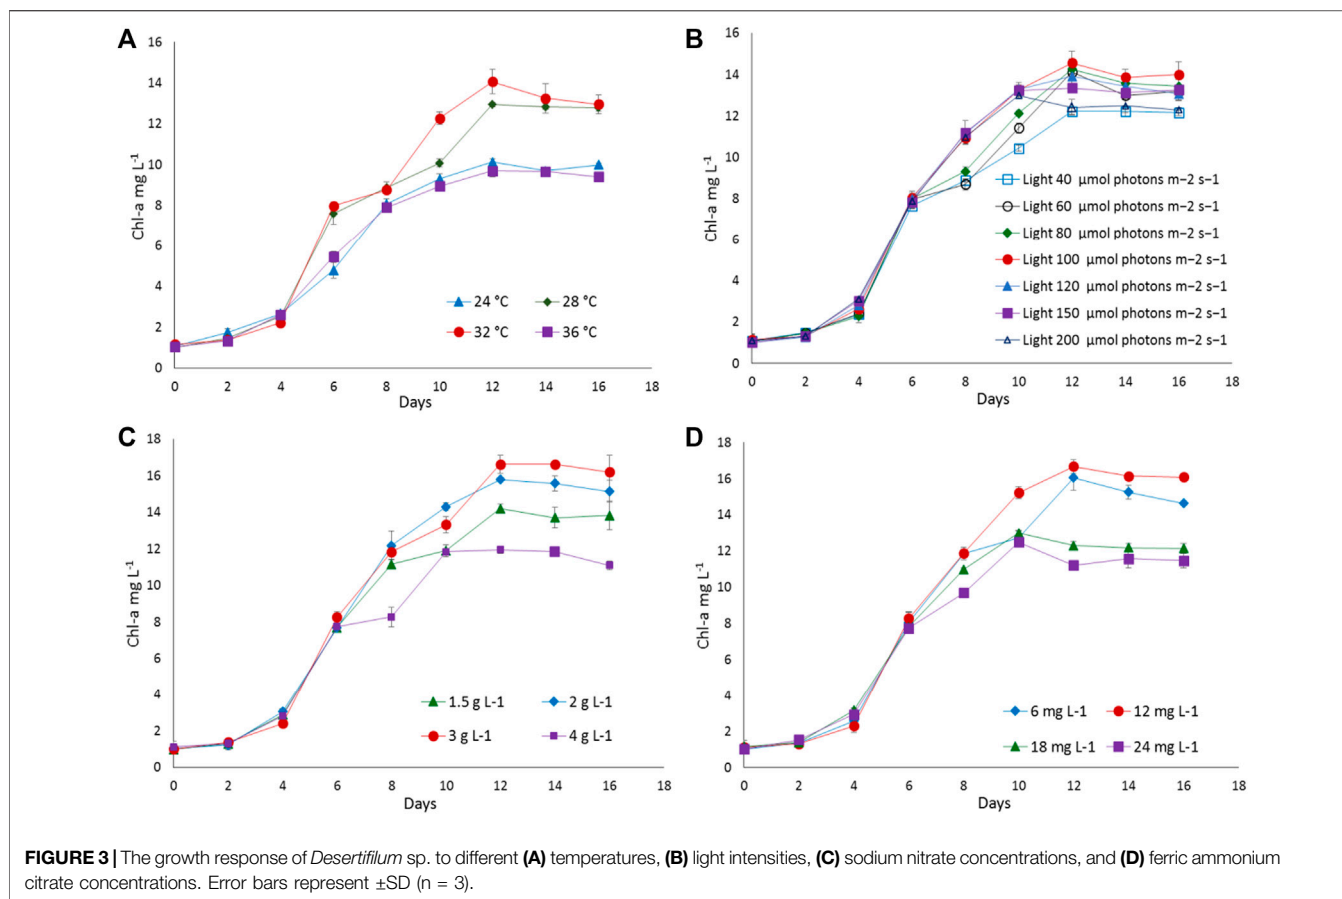 A
16
14
12
10
8
6
4
2
0
Chl-a mg L⁻¹
24 °C
28 °C
32 °C
36 °C
0 2 4 6 8 10 12 14 16 18
Days
B
16
14
12
10
8
6
4
2
0
Chl-a mg L⁻¹
Light 40 μmol photons m−2 s−1
Light 60 μmol photons m−2 s−1
Light 80 μmol photons m−2 s−1
Light 100 μmol photons m−2 s−1
Light 120 μmol photons m−2 s−1
Light 150 μmol photons m−2 s−1
Light 200 μmol photons m−2 s−1
0 2 4 6 8 10 12 14 16 18
Days
C
18
16
14
12
10
8
6
4
2
0
Chl-a mg L⁻¹
1.5 g L-1
2 g L-1
3 g L-1
4 g L-1
0 2 4 6 8 10 12 14 16 18
Days
D
18
16
14
12
10
8
6
4
2
0
Chl-a mg L⁻¹
6 mg L-1
12 mg L-1
18 mg L-1
24 mg L-1
0 2 4 6 8 10 12 14 16 18
Days
FIGURE 3 | The growth response of Desertifilum sp. to different (A) temperatures, (B) light intensities, (C) sodium nitrate concentrations, and (D) ferric ammonium
citrate concentrations. Error bars represent ±SD (n = 3).